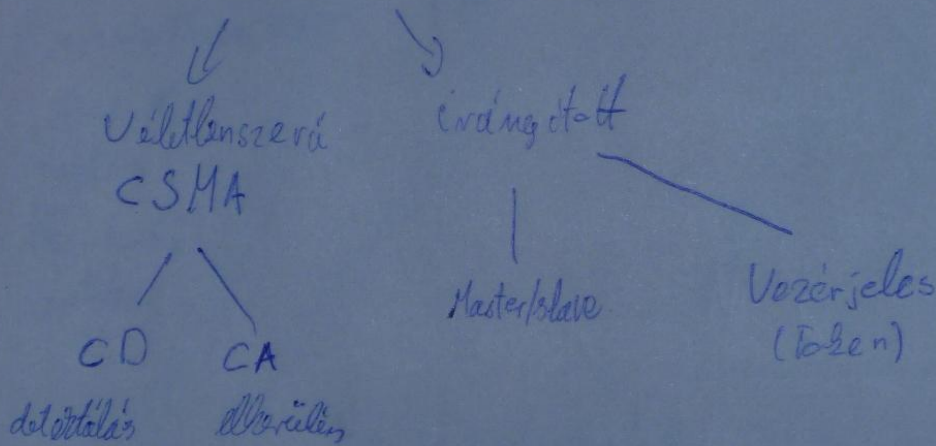 Véletlenszerű
irányított
CSMA
Master/slave
Vezérjeles
(Token)
CD
CA
detektálás
elkerülés